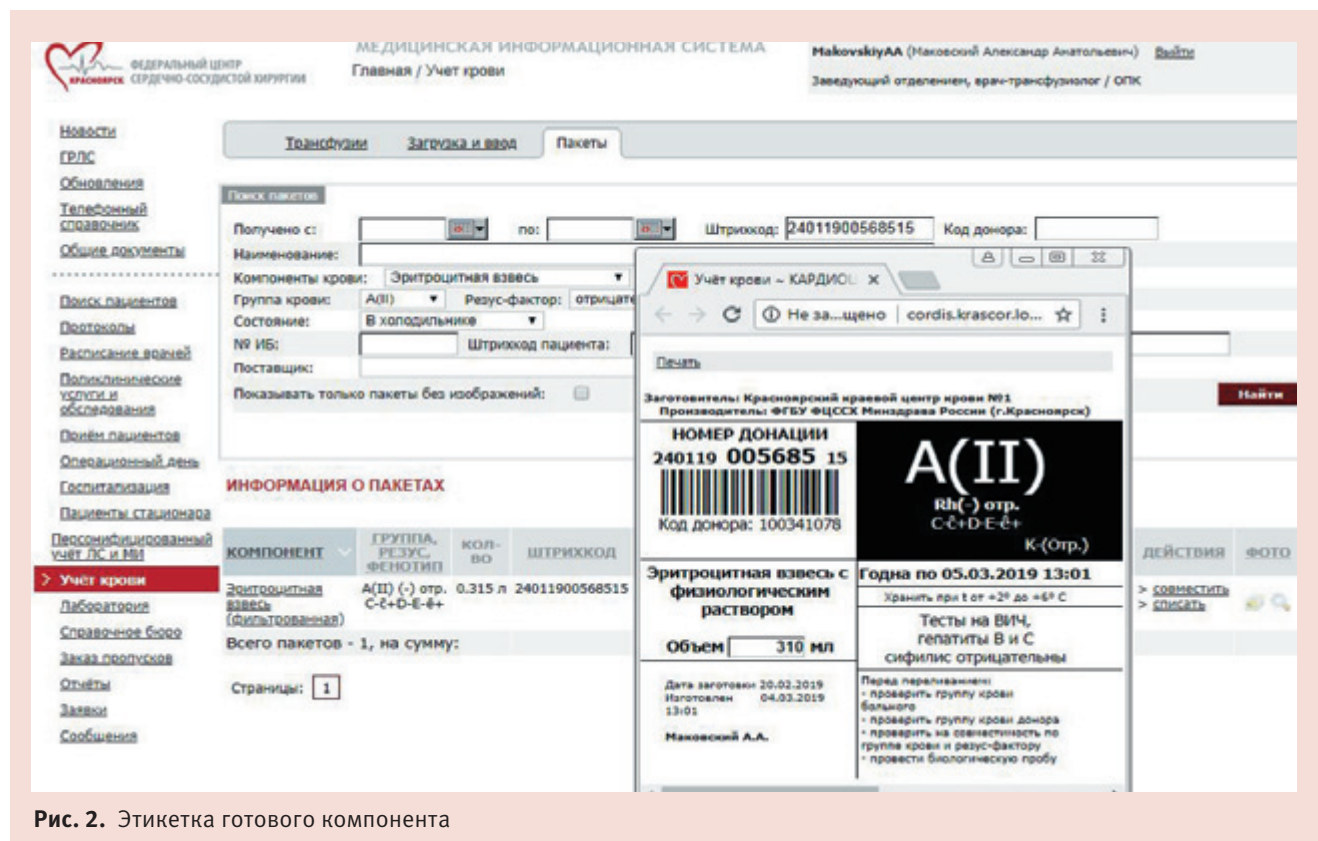 ФЕДЕРАЛЬНЫЙ ЦЕНТР
КРАСНОЯРСК СЕРДЕЧНО-СОСУДИСТОЙ ХИРУРГИИ
МЕДИЦИНСКАЯ ИНФОРМАЦИОННАЯ СИСТЕМА
Главная / Учет крови
MakovskiyAA (Маковский Александр Анатольевич) Выйти
Заведующий отделением, врач-трансфузиолог / ОПК
Новости
ГРЛС
Обновления
Телефонный
справочник
Общие документы
Поиск пациентов
Протоколы
Расписание врачей
Поликлинические
услуги и
обследования
Приём пациентов
Операционный день
Госпитализация
Пациенты стационара
Персонифицированный
учёт ЛС и МИ
> Учёт крови
Лаборатория
Справочное бюро
Заказ пропусков
Отчёты
Заявки
Сообщения
Трансфузии Загрузка и ввод Пакеты
Поиск пакетов
Получено с: по: Штрихкод: 24011900568515 Код донора:
Наименование:
Компоненты крови: Эритроцитная взвесь
Группа крови: A(II) Резус-фактор: отрицате
Состояние: В холодильнике
№ ИБ: Штрихкод пациента:
Поставщик:
Показывать только пакеты без изображений:
Найти
ИНФОРМАЦИЯ О ПАКЕТАХ
КОМПОНЕНТ ГРУППА, РЕЗУС, ФЕНОТИП КОЛ-ВО ШТРИХКОД ДЕЙСТВИЯ ФОТО
Эритроцитная A(II) (-) отр. 0.315 л 24011900568515 > совместить
взвесь C-c̄+D-E-ē+ > списать
(фильтрованная)
Всего пакетов - 1, на сумму:
Страницы: 1
Учёт крови ~ КАРДИОЦ
Не за...щено cordis.krascor.lo...
Печать
Заготовитель: Красноярский краевой центр крови №1
Производитель: ФГБУ ФЦССХ Минздрава России (г.Красноярск)
НОМЕР ДОНАЦИИ
240119 005685 15
Код донора: 100341078
A(II)
Rh(-) отр.
C-c̄+D-E-ē+
K-(Отр.)
Эритроцитная взвесь с
физиологическим
раствором
Объем 310 мл
Годна по 05.03.2019 13:01
Хранить при t от +2° до +6° C
Тесты на ВИЧ,
гепатиты В и С
сифилис отрицательны
Дата заготовки 20.02.2019
Изготовлен 04.03.2019
13:01
Маковский А.А.
Перед переливанием:
- проверить группу крови
больного
- проверить группу крови донора
- проверить на совместимость по
группе крови и резус-фактору
- провести биологическую пробу
Рис. 2. Этикетка готового компонента